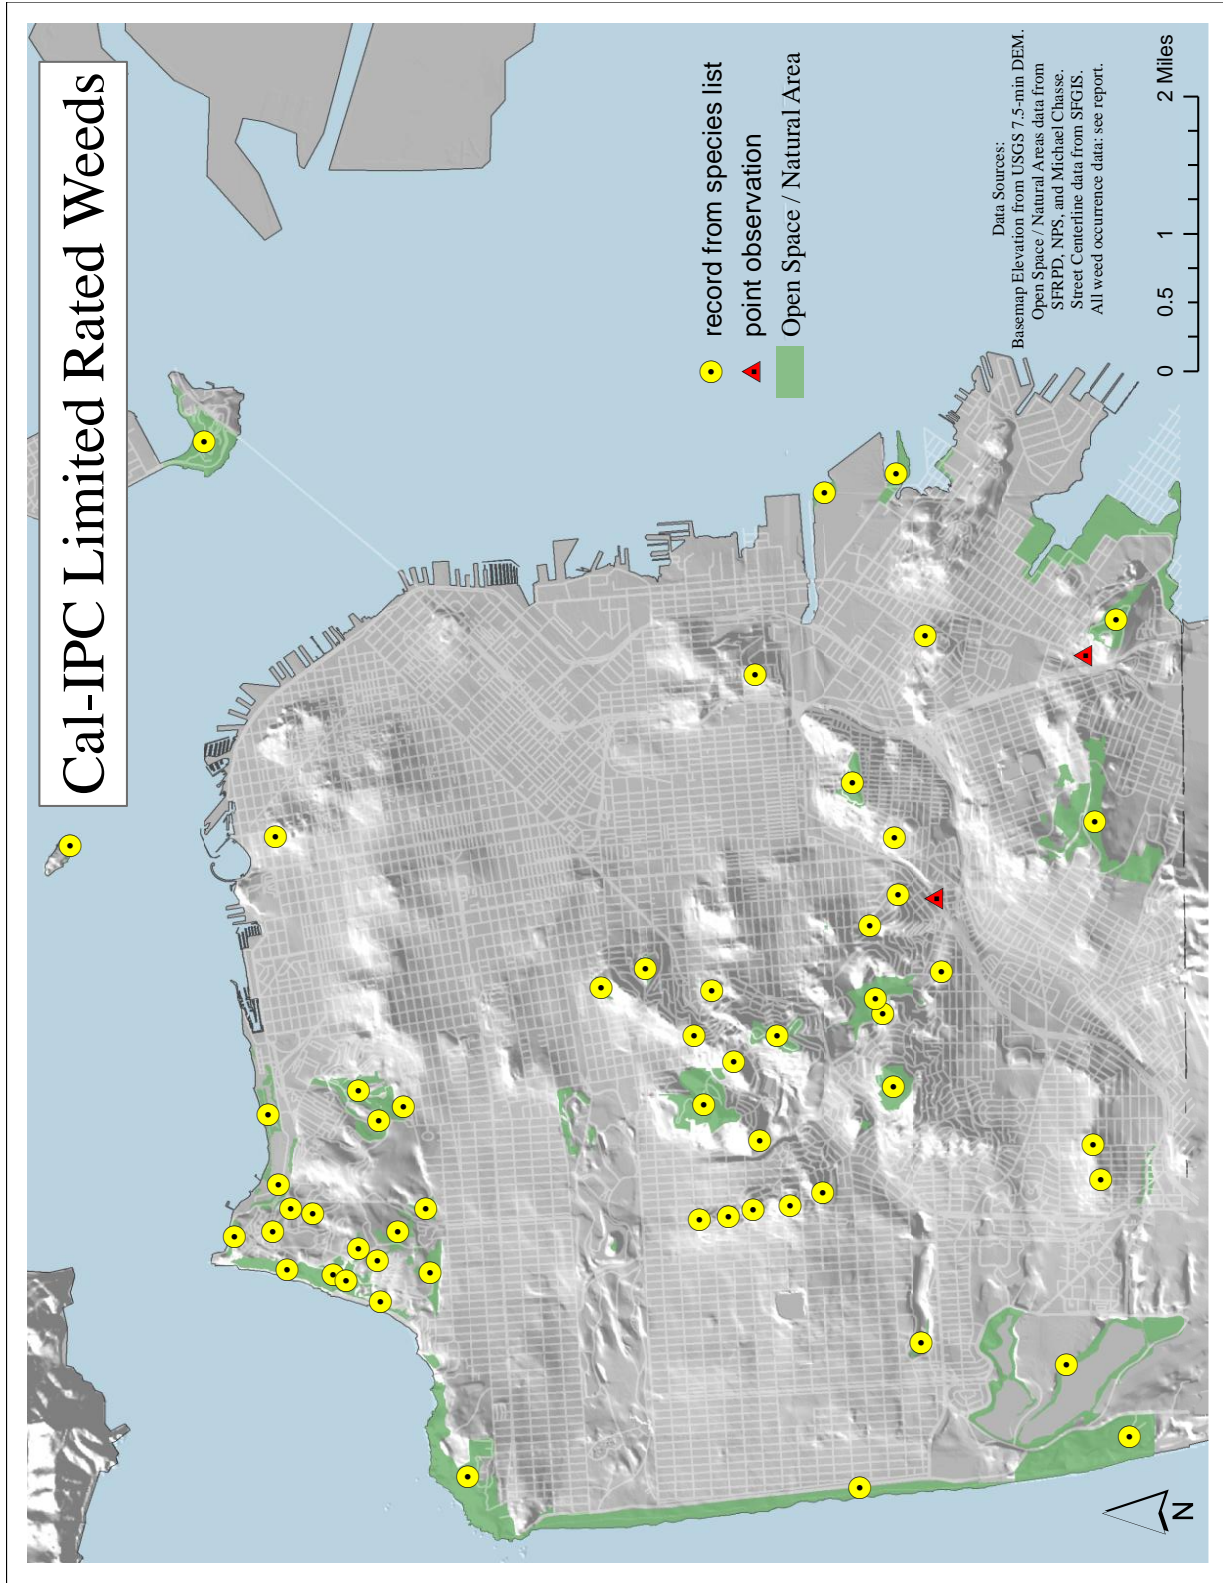 Cal-IPC Limited Rated Weeds
record from species list
point observation
Open Space / Natural Area
Data Sources:
Basemap Elevation from USGS 7.5-min DEM.
Open Space / Natural Areas data from
SFRPD, NPS, and Michael Chasse.
Street Centerline data from SFGIS.
All weed occurrence data: see report.
0 0.5 1 2 Miles
N